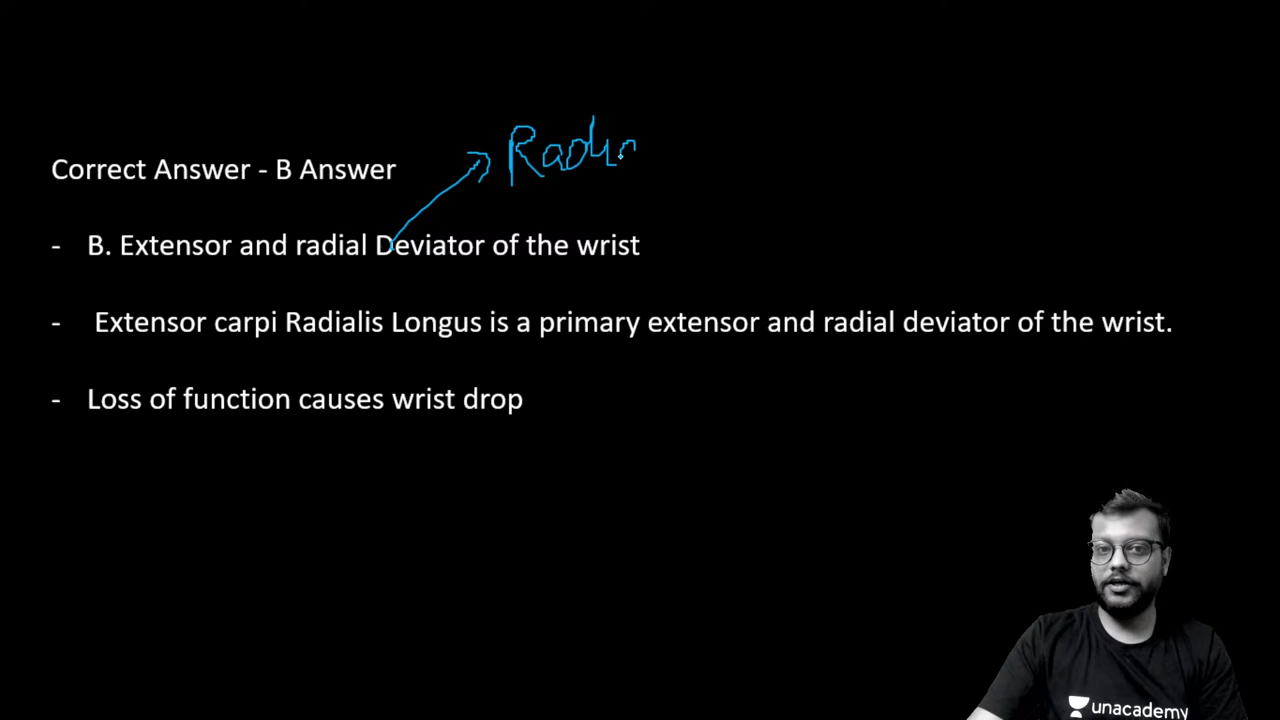 Correct Answer - B Answer
- B. Extensor and radial Deviator of the wrist
- Extensor carpi Radialis Longus is a primary extensor and radial deviator of the wrist.
- Loss of function causes wrist drop
unacademy